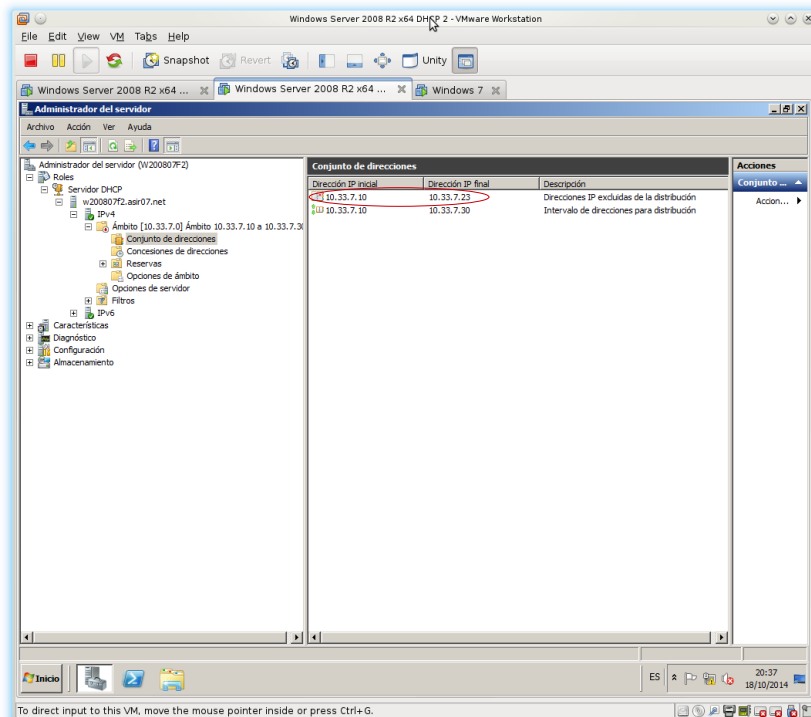 Windows Server 2008 R2 x64 DHCP 2 - VMware Workstation
File Edit View VM Tabs Help
Snapshot Revert Unity
Windows Server 2008 R2 x64 ... Windows Server 2008 R2 x64 ... Windows 7
Administrador del servidor
Archivo Acción Ver Ayuda
Administrador del servidor (W200807F2)
Roles
Servidor DHCP
w200807f2.asir07.net
IPv4
Ámbito [10.33.7.0] Ámbito 10.33.7.10 a 10.33.7.30
Conjunto de direcciones
Concesiones de direcciones
Reservas
Opciones de ámbito
Opciones de servidor
Filtros
IPv6
Características
Diagnóstico
Configuración
Almacenamiento
Conjunto de direcciones
Dirección IP inicial Dirección IP final Descripción
10.33.7.10 10.33.7.23 Direcciones IP excluidas de la distribución
10.33.7.10 10.33.7.30 Intervalo de direcciones para distribución
Acciones
Conjunto ...
Accion...
Inicio
ES
20:37
18/10/2014
To direct input to this VM, move the mouse pointer inside or press Ctrl+G.